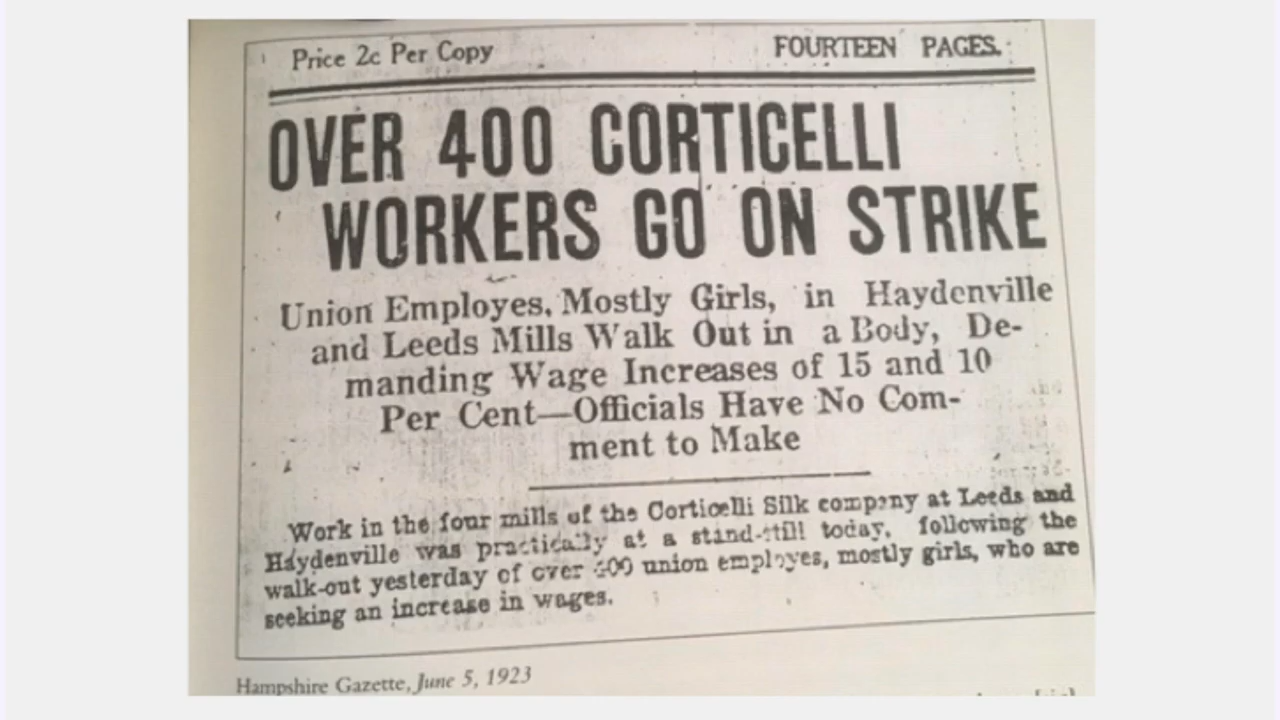 Price 2c Per Copy
FOURTEEN PAGES.
OVER 400 CORTICELLI
WORKERS GO ON STRIKE
Union Employes, Mostly Girls, in Haydenville
and Leeds Mills Walk Out in a Body, De-
manding Wage Increases of 15 and 10
Per Cent—Officials Have No Com-
ment to Make
Work in the four mills of the Corticelli Silk company at Leeds and
Haydenville was practically at a stand-still today, following the
walk-out yesterday of over 400 union employes, mostly girls, who are
seeking an increase in wages.
Hampshire Gazette, June 5, 1923